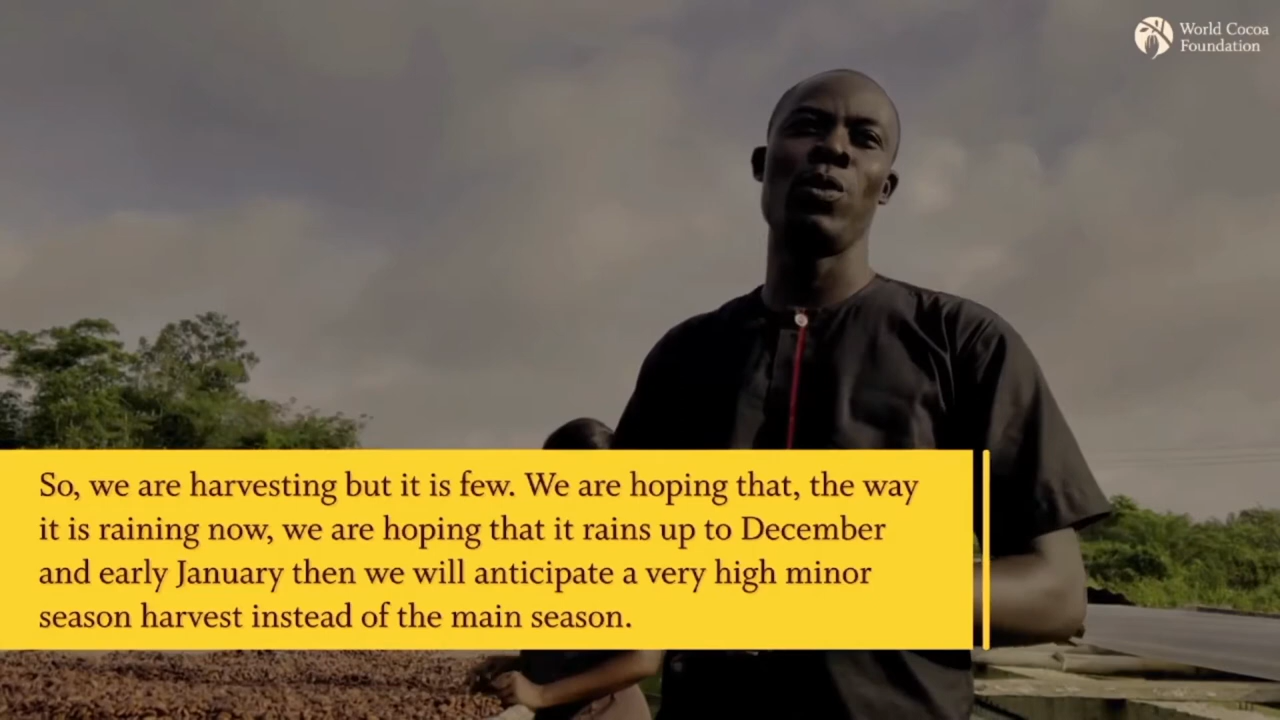 World Cocoa
Foundation
So, we are harvesting but it is few. We are hoping that, the way
it is raining now, we are hoping that it rains up to December
and early January then we will anticipate a very high minor
season harvest instead of the main season.